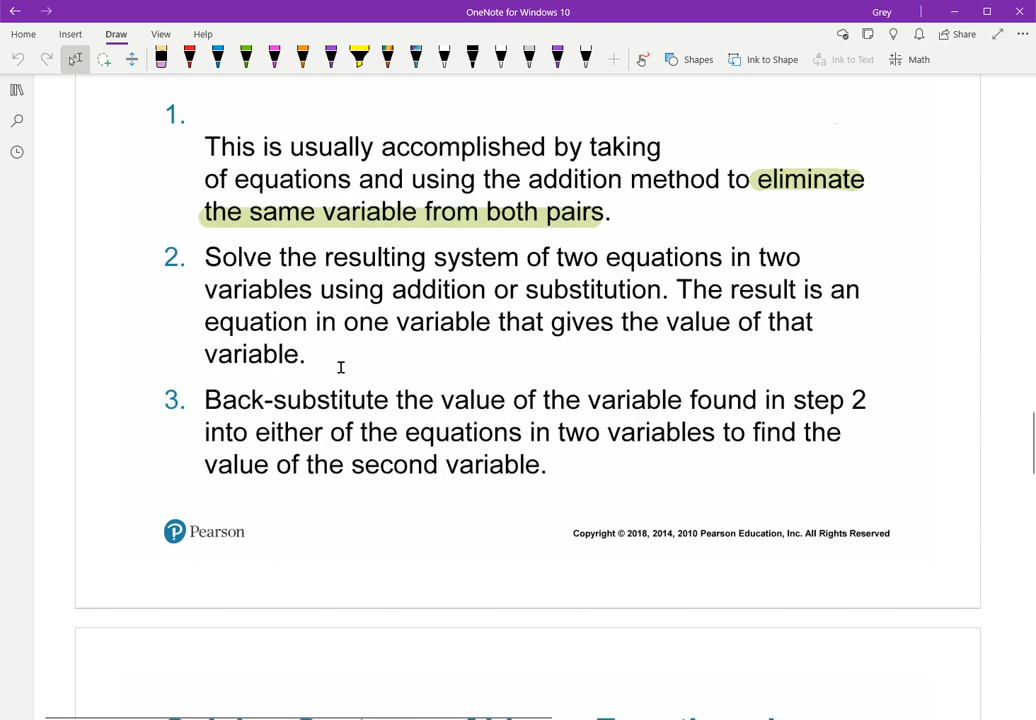 OneNote for Windows 10
Grey
Home Insert Draw View Help
Share
Shapes Ink to Shape Ink to Text Math
1.
This is usually accomplished by taking
of equations and using the addition method to eliminate
the same variable from both pairs.
2. Solve the resulting system of two equations in two
variables using addition or substitution. The result is an
equation in one variable that gives the value of that
variable.
3. Back-substitute the value of the variable found in step 2
into either of the equations in two variables to find the
value of the second variable.
Pearson
Copyright © 2018, 2014, 2010 Pearson Education, Inc. All Rights Reserved